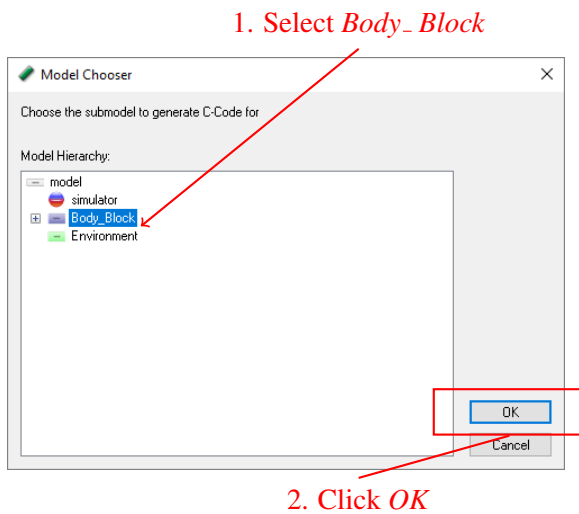 1. Select Body_ Block
Model Chooser
Choose the submodel to generate C-Code for
Model Hierarchy:
model
simulator
Body_Block
Environment
OK
Cancel
2. Click OK